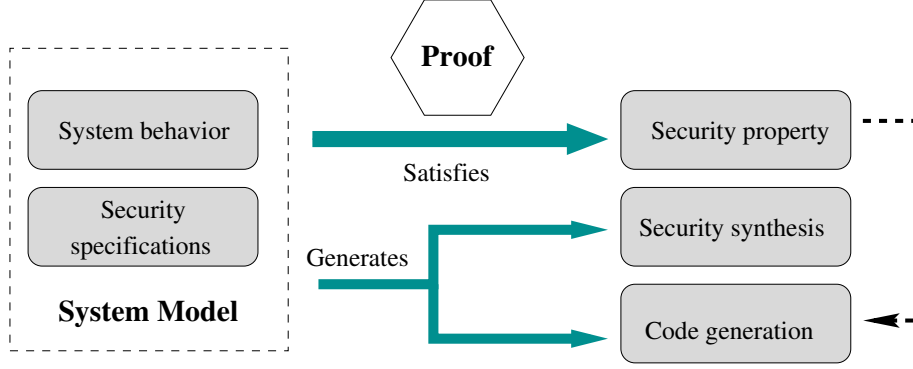 Proof
System behavior
Security property
Satisfies
Security
specifications
Security synthesis
Generates
System Model
Code generation